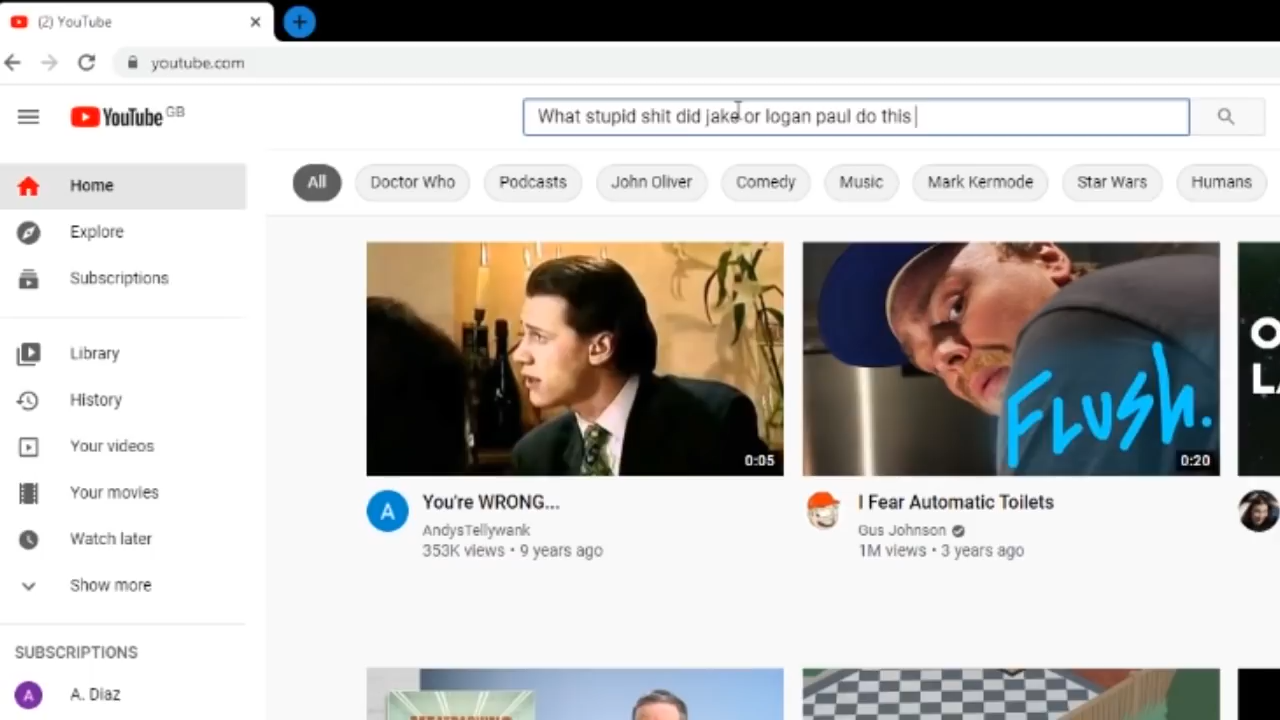 (2) YouTube
youtube.com
YouTube GB
What stupid shit did jake or logan paul do this
Home
Explore
Subscriptions
Library
History
Your videos
Your movies
Watch later
Show more
SUBSCRIPTIONS
A
A. Diaz
All
Doctor Who
Podcasts
John Oliver
Comedy
Music
Mark Kermode
Star Wars
Humans
0:05
A
You're WRONG...
AndysTellywank
353K views • 9 years ago
FLUSH.
0:20
I Fear Automatic Toilets
Gus Johnson
1M views • 3 years ago